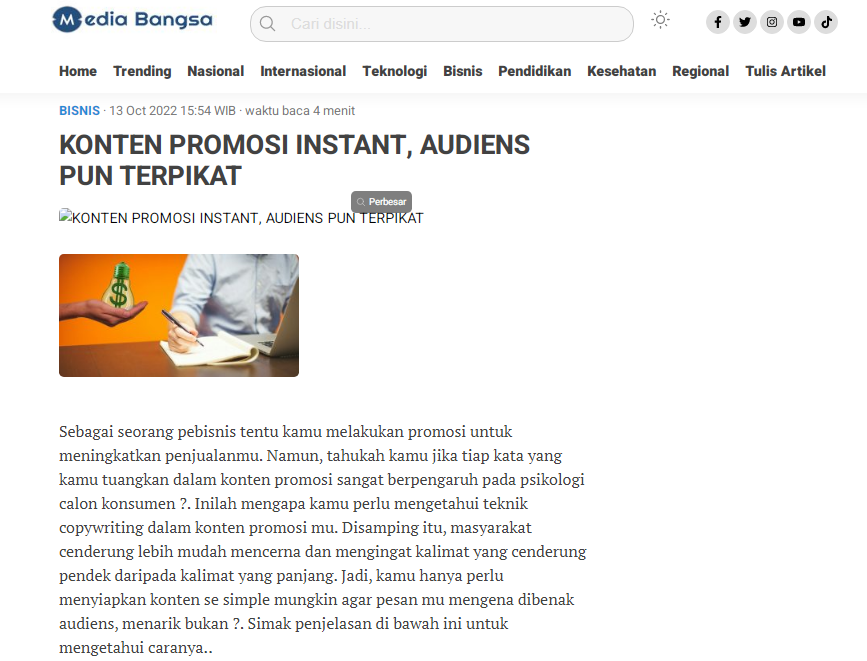 Media Bangsa
Cari disini...
Home Trending Nasional Internasional Teknologi Bisnis Pendidikan Kesehatan Regional Tulis Artikel
BISNIS · 13 Oct 2022 15:54 WIB · waktu baca 4 menit
KONTEN PROMOSI INSTANT, AUDIENS
PUN TERPIKAT
Perbesar
KONTEN PROMOSI INSTANT, AUDIENS PUN TERPIKAT
$
Sebagai seorang pebisnis tentu kamu melakukan promosi untuk
meningkatkan penjualanmu. Namun, tahukah kamu jika tiap kata yang
kamu tuangkan dalam konten promosi sangat berpengaruh pada psikologi
calon konsumen ?. Inilah mengapa kamu perlu mengetahui teknik
copywriting dalam konten promosi mu. Disamping itu, masyarakat
cenderung lebih mudah mencerna dan mengingat kalimat yang cenderung
pendek daripada kalimat yang panjang. Jadi, kamu hanya perlu
menyiapkan konten se simple mungkin agar pesan mu mengena dibenak
audiens, menarik bukan ?. Simak penjelasan di bawah ini untuk
mengetahui caranya..